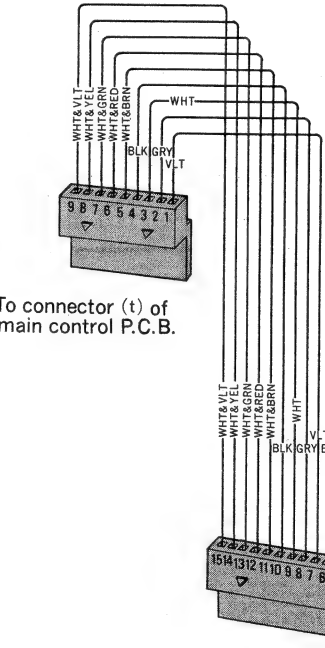 WHT&VLT
WHT&YEL
WHT&GRN
WHT&RED
WHT&BRN
WHT
BLK
GRY
VLT
9 8 7 6 5 4 3 2 1
To connector (t) of
main control P.C.B.
WHT&VLT
WHT&YEL
WHT&GRN
WHT&RED
WHT&BRN
WHT
BLK
GRY
15 14 13 12 11 10 9 8 7 6